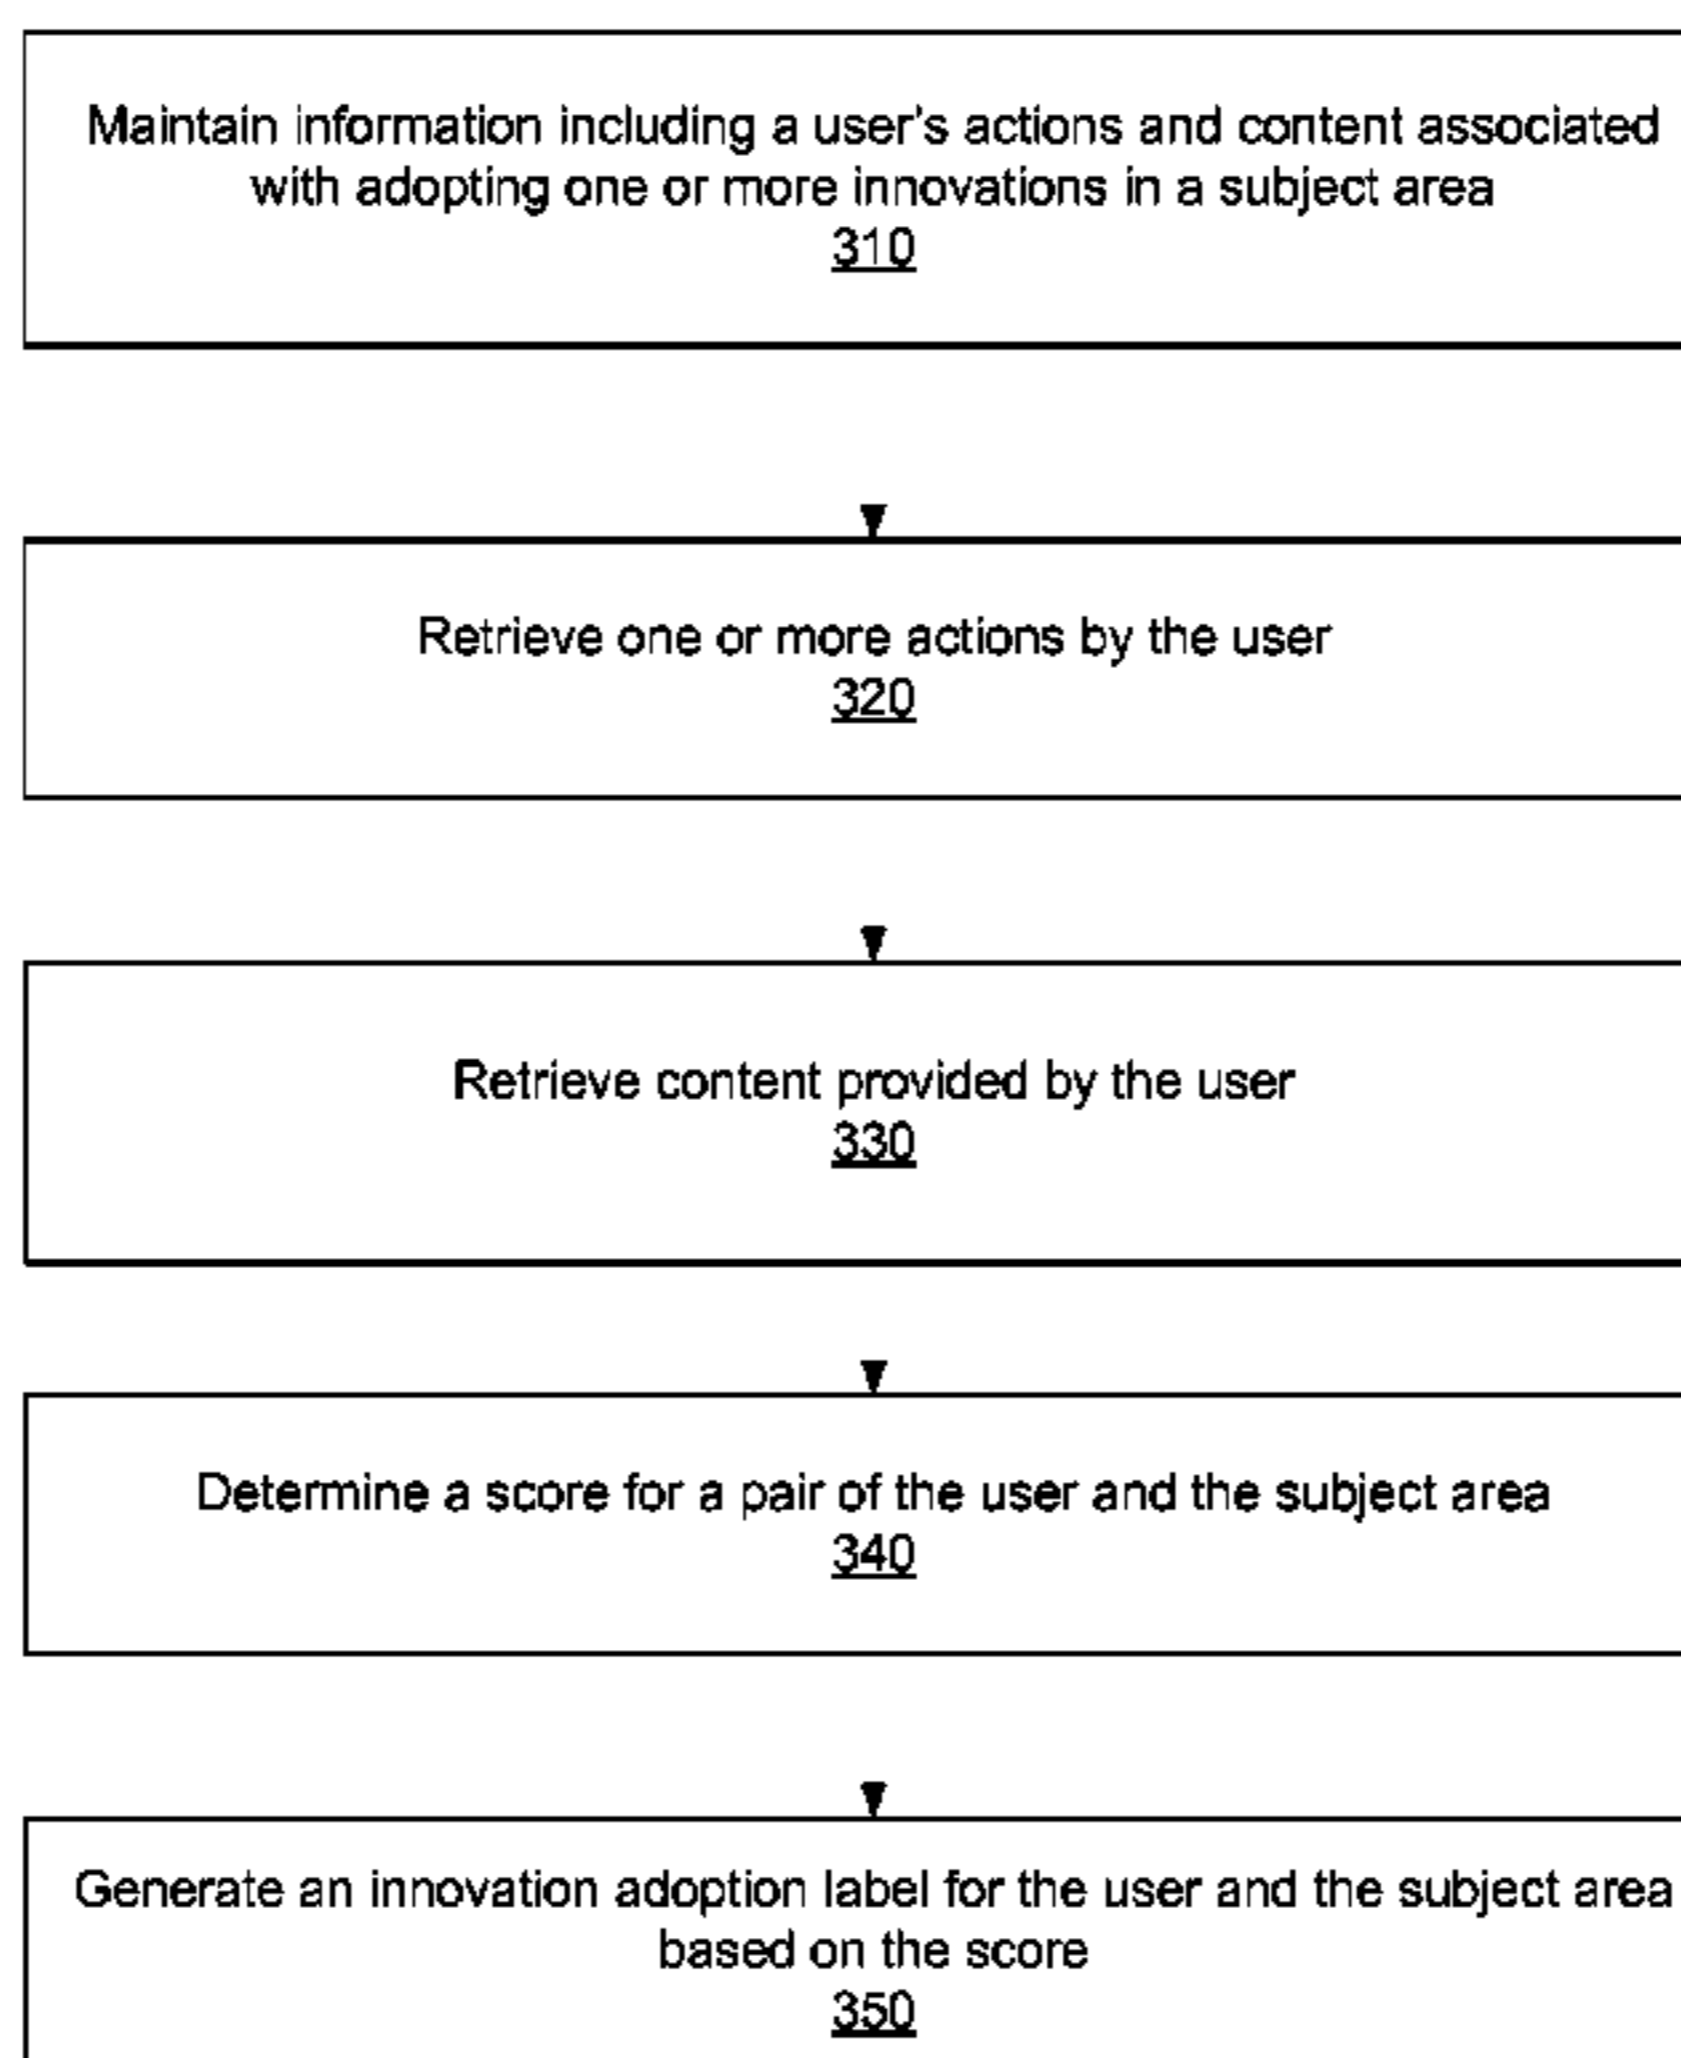 Maintain information including a user's actions and content associated
with adopting one or more innovations in a subject area
310
Retrieve one or more actions by the user
320
Retrieve content provided by the user
330
Determine a score for a pair of the user and the subject area
340
Generate an innovation adoption label for the user and the subject area
based on the score
350